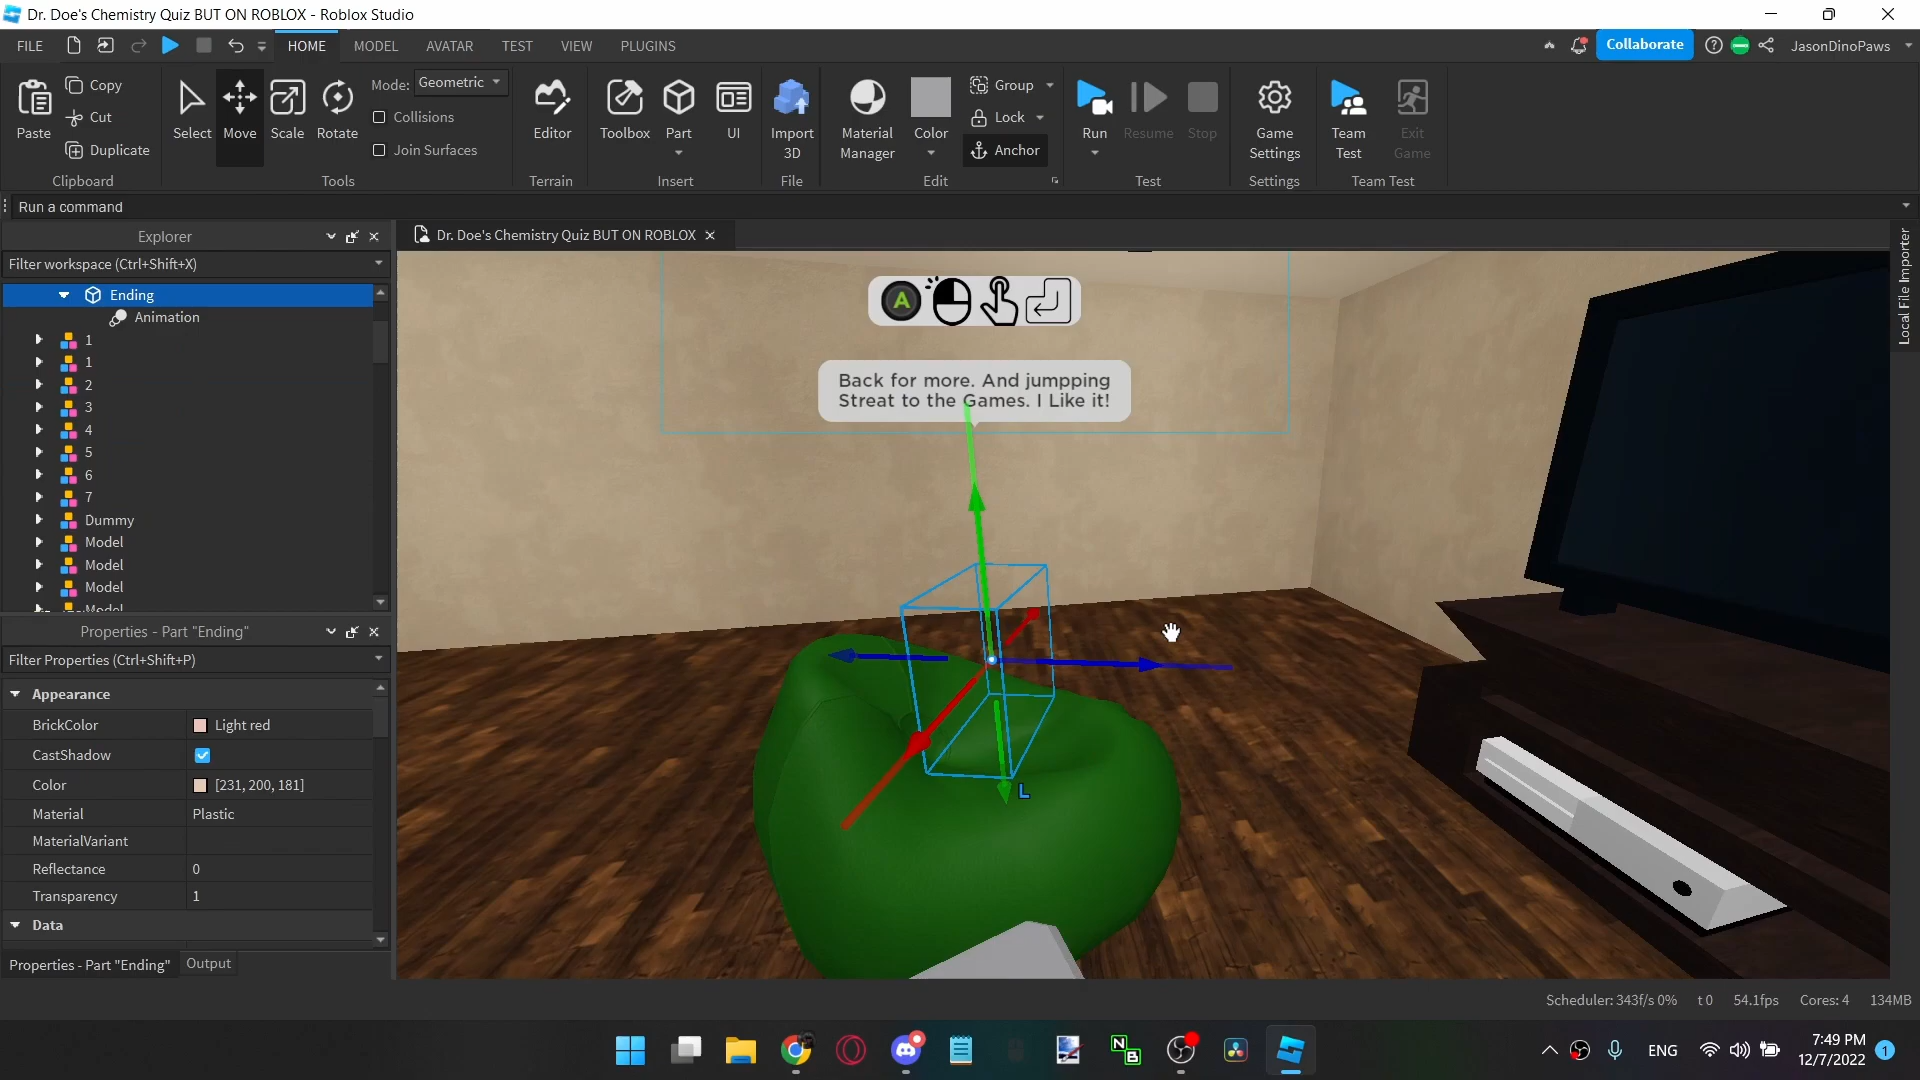 Dr. Doe's Chemistry Quiz BUT ON ROBLOX - Roblox Studio
FILE HOME MODEL AVATAR TEST VIEW PLUGINS Collaborate JasonDinoPaws
Paste Copy Cut Duplicate
Select Move Scale Rotate
Mode: Geometric
Collisions
Join Surfaces
Editor
Toolbox Part UI
Import 3D
Material Manager
Color
Group
Lock
Anchor
Run Resume Stop
Game Settings
Team Test
Exit Game
Clipboard Tools Terrain Insert File Edit Test Settings Team Test
Run a command
Explorer
Filter workspace (Ctrl+Shift+X)
Ending
Animation
1
1
2
3
4
5
6
7
Dummy
Model
Model
Model
Model
Properties - Part "Ending"
Filter Properties (Ctrl+Shift+P)
Appearance
BrickColor Light red
CastShadow
Color [231, 200, 181]
Material Plastic
MaterialVariant
Reflectance 0
Transparency 1
Data
Properties - Part "Ending" Output
Dr. Doe's Chemistry Quiz BUT ON ROBLOX
A
Back for more. And jumpping
Streat to the Games. I Like it!
L
Local File Importer
Scheduler: 343f/s 0% t 0 54.1fps Cores: 4 134MB
N
B
ENG
7:49 PM
12/7/2022
1